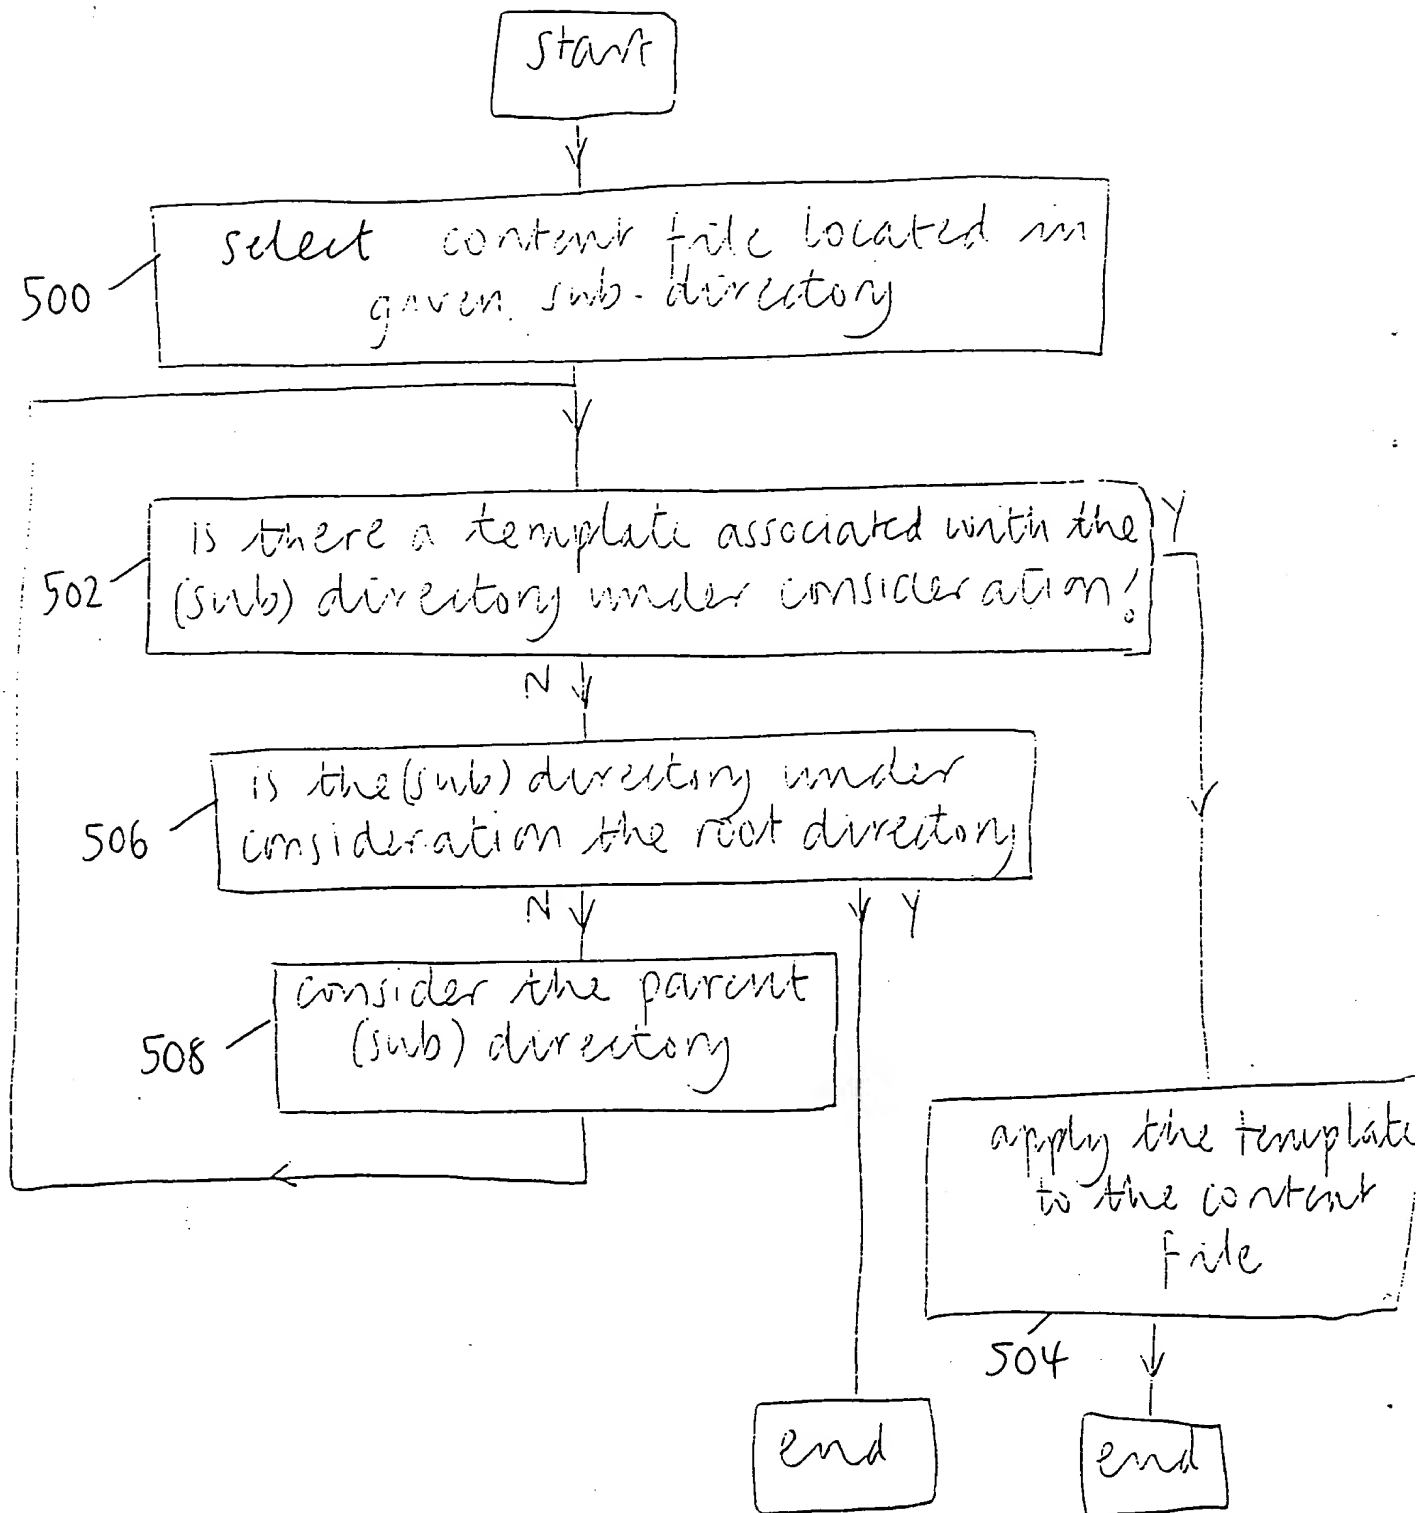 start
select content file located in
given sub-directory
500
is there a template associated with the
(sub) directory under consideration?
Y
502
N
is the (sub) directory under
consideration the root directory
506
N
Y
consider the parent
(sub) directory
508
apply the template
to the content
file
504
end
end